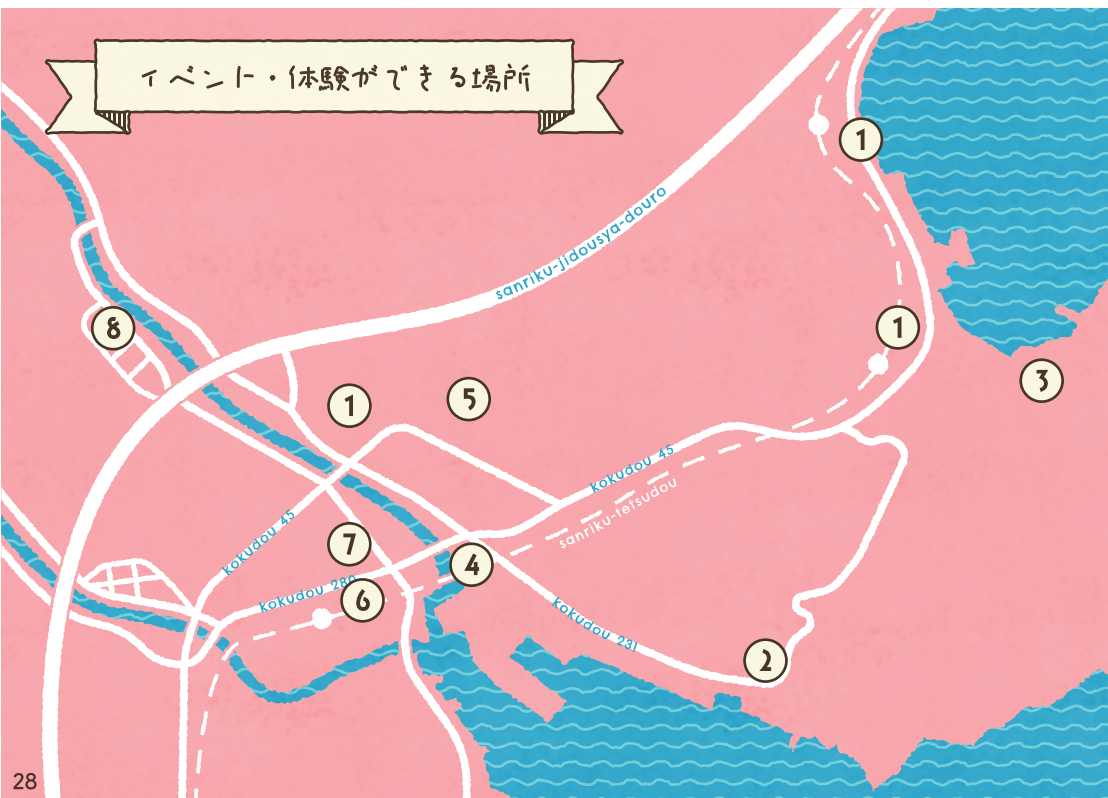 イベント・体験ができる場所
sanriku-jidousya-douro
1
1
8
3
1
5
kokudou 45
sanriku-tetsudou
kokudou 45
7
4
kokudou 280
6
kokudou 231
2
28